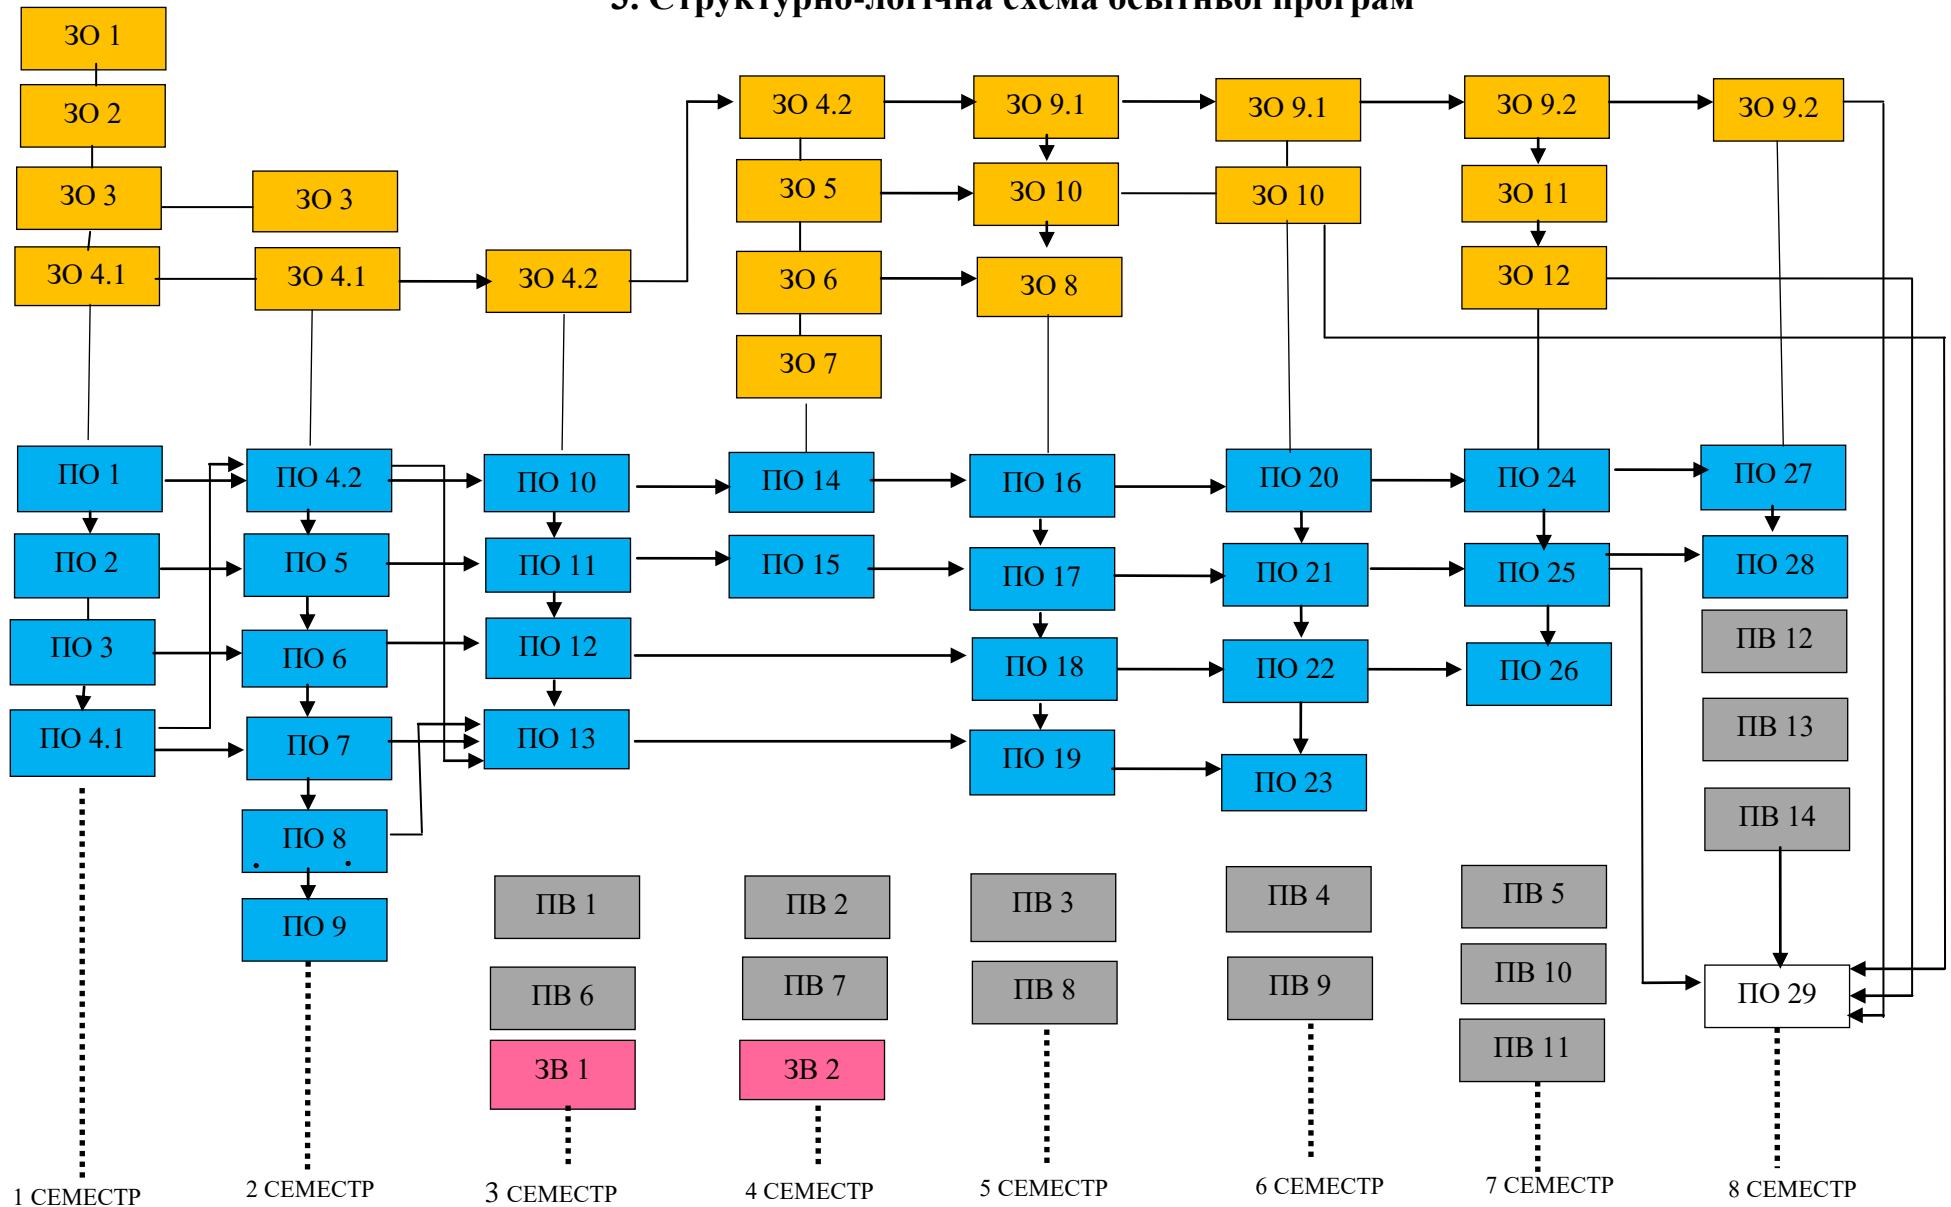 3. Структурно-логічна схема освітньої програм
ЗО 1
ЗО 2
ЗО 3
ЗО 4.1
ПО 1
ПО 2
ПО 3
ПО 4.1
1 СЕМЕСТР
ЗО 3
ЗО 4.1
ПО 4.2
ПО 5
ПО 6
ПО 7
ПО 8
ПО 9
2 СЕМЕСТР
ЗО 4.2
ПО 10
ПО 11
ПО 12
ПО 13
ПВ 1
ПВ 6
ЗВ 1
3 СЕМЕСТР
ЗО 4.2
ЗО 5
ЗО 6
ЗО 7
ПО 14
ПО 15
ПВ 2
ПВ 7
ЗВ 2
4 СЕМЕСТР
ЗО 9.1
ЗО 10
ЗО 8
ПО 16
ПО 17
ПО 18
ПО 19
ПВ 3
ПВ 8
5 СЕМЕСТР
ЗО 9.1
ЗО 10
ПО 20
ПО 21
ПО 22
ПО 23
ПВ 4
ПВ 9
6 СЕМЕСТР
ЗО 9.2
ЗО 11
ЗО 12
ПО 24
ПО 25
ПО 26
ПВ 5
ПВ 10
ПВ 11
7 СЕМЕСТР
ЗО 9.2
ПО 27
ПО 28
ПВ 12
ПВ 13
ПВ 14
ПО 29
8 СЕМЕСТР